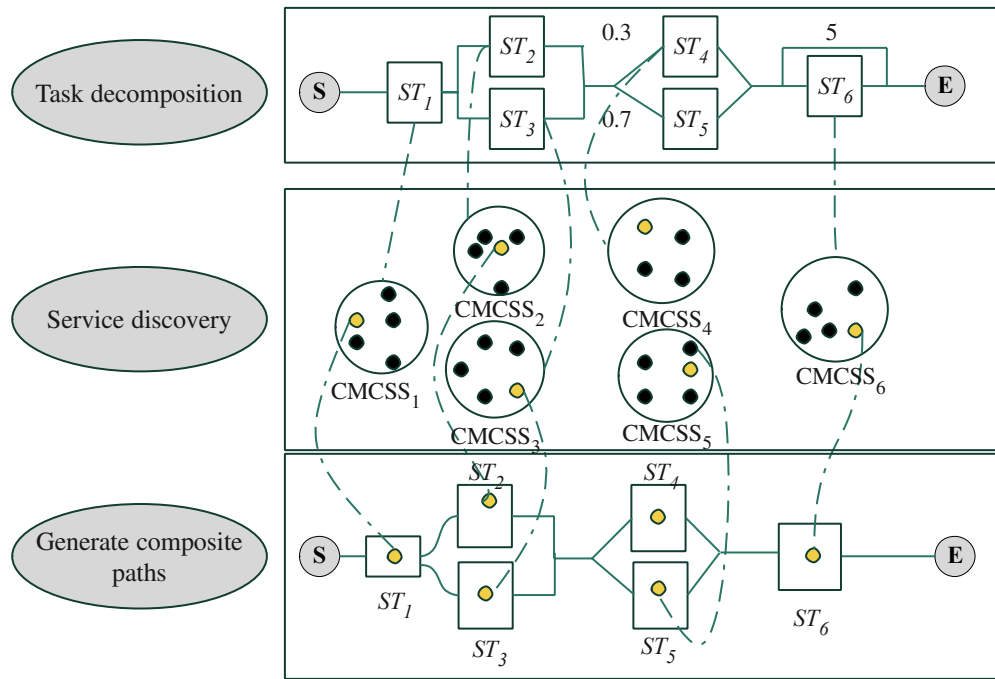 Task decomposition
S
ST1
ST2
ST3
0.3
0.7
ST4
ST5
5
ST6
E
Service discovery
CMCSS1
CMCSS2
CMCSS3
CMCSS4
CMCSS5
CMCSS6
Generate composite
paths
S
ST1
ST2
ST3
ST4
ST5
ST6
E